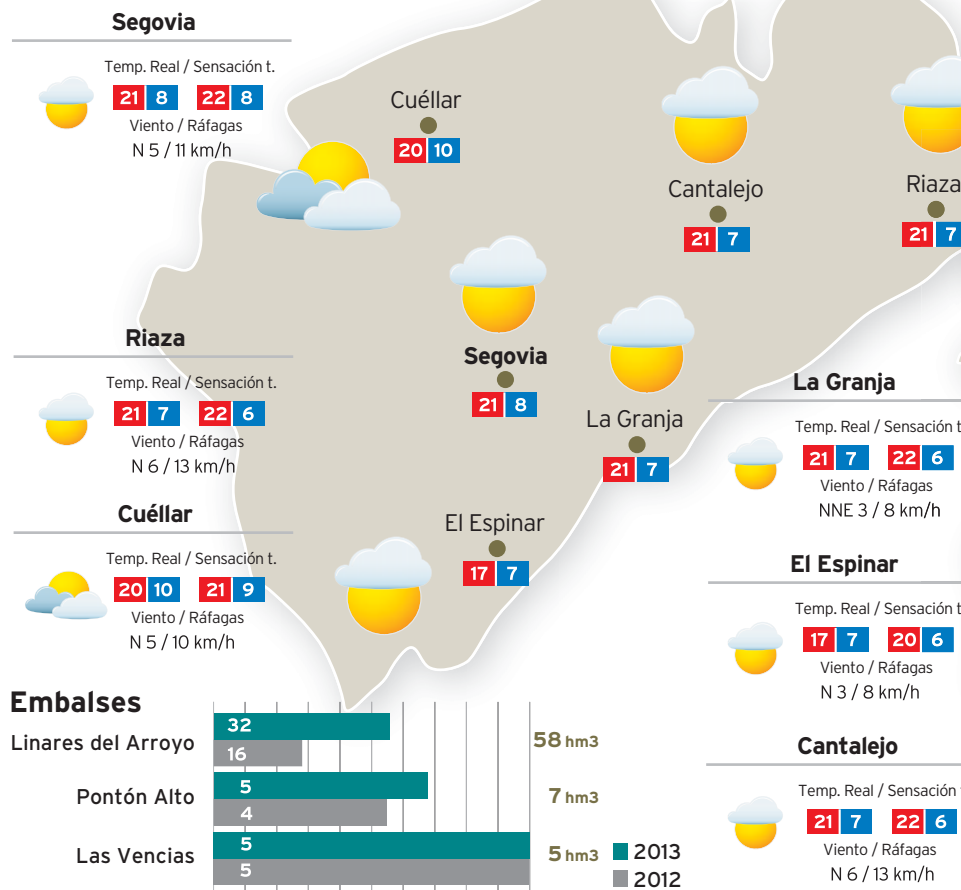 Segovia
Temp. Real / Sensación t.
21 8 22 8
Viento / Ráfagas
N 5 / 11 km/h
Cuéllar
20 10
Cantalejo
21 7
Riaza
21 7
Segovia
21 8
La Granja
21 7
El Espinar
17 7
Riaza
Temp. Real / Sensación t.
21 7 22 6
Viento / Ráfagas
N 6 / 13 km/h
Cuéllar
Temp. Real / Sensación t.
20 10 21 9
Viento / Ráfagas
N 5 / 10 km/h
La Granja
Temp. Real / Sensación t
21 7 22 6
Viento / Ráfagas
NNE 3 / 8 km/h
El Espinar
Temp. Real / Sensación t
17 7 20 6
Viento / Ráfagas
N 3 / 8 km/h
Cantalejo
Temp. Real / Sensación t
21 7 22 6
Viento / Ráfagas
N 6 / 13 km/h
Embalses
Linares del Arroyo
32
16
58 hm3
Pontón Alto
5
4
7 hm3
Las Vencias
5
5
5 hm3
2013
2012